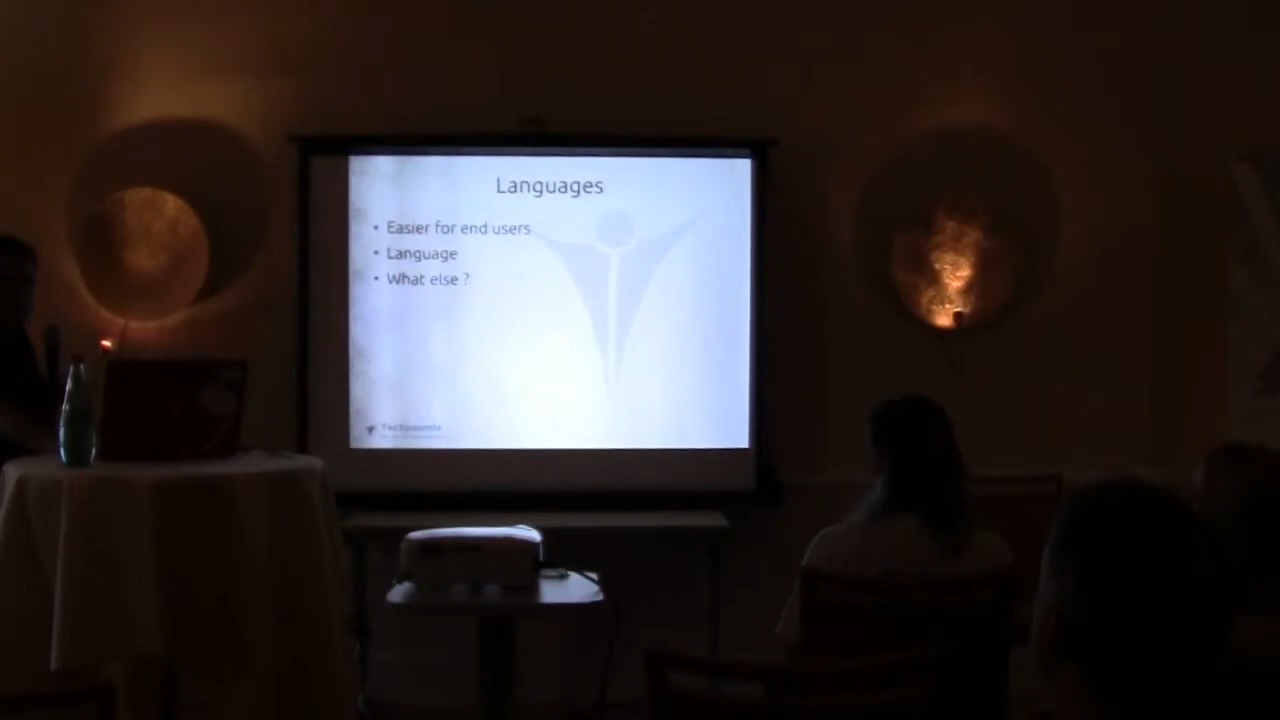 Languages
• Easier for end users
• Language
• What else ?